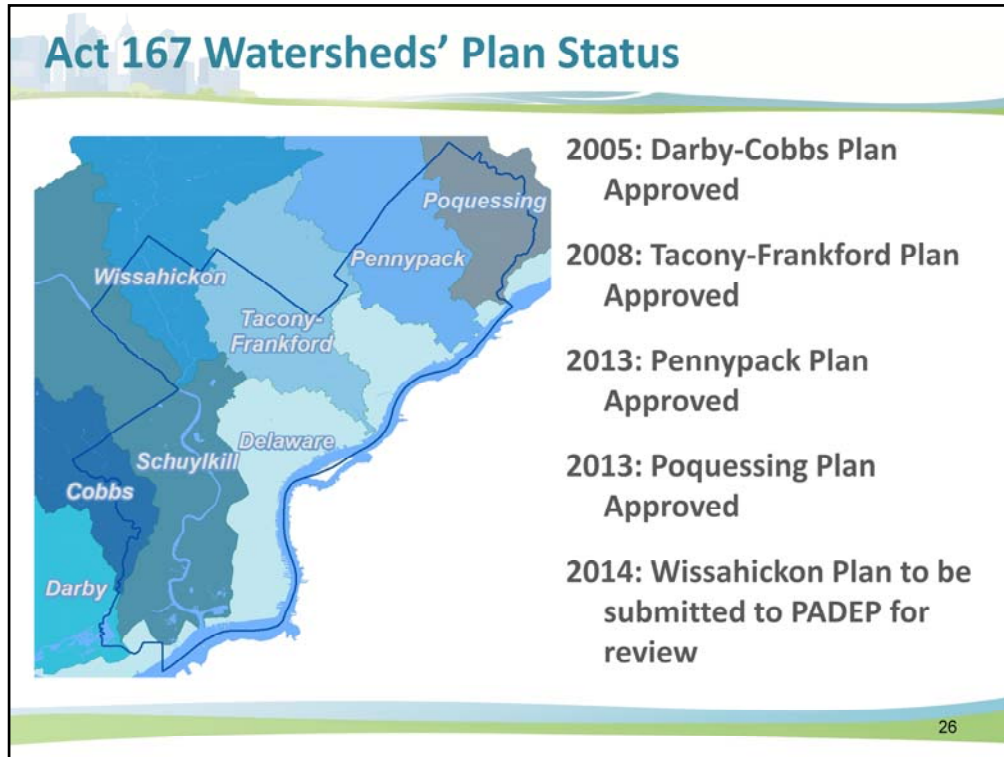 Act 167 Watersheds’ Plan Status
Poquessing
Pennypack
Wissahickon
Tacony-
Frankford
Delaware
Schuylkill
Cobbs
Darby
2005: Darby-Cobbs Plan
Approved
2008: Tacony-Frankford Plan
Approved
2013: Pennypack Plan
Approved
2013: Poquessing Plan
Approved
2014: Wissahickon Plan to be
submitted to PADEP for
review
26